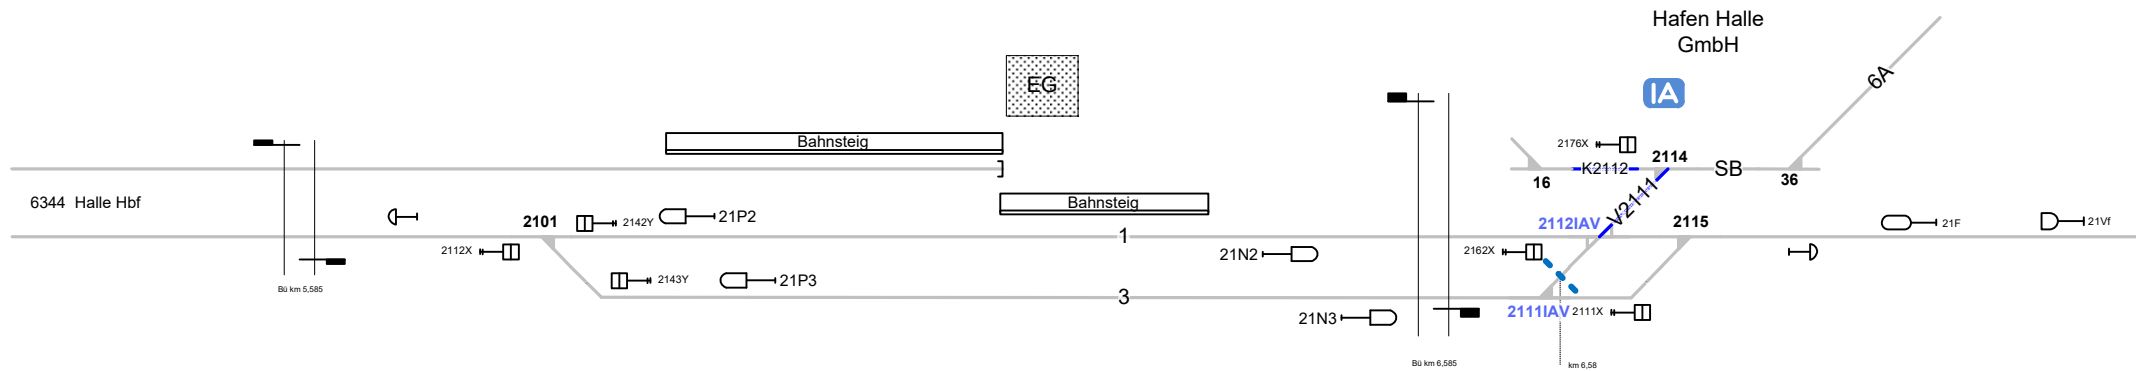 Hafen Halle
GmbH
6A
EG
IA
Bahnsteig
2176X
2114
K2112
SB
16
36
6344 Halle Hbf
V2111
Bahnsteig
2101
2142Y
21P2
2112IAV
2115
21F
21Vf
1
2112X
21N2
2162X
2143Y
21P3
Bü km 5,585
3
2111IAV
2111X
21N3
Bü km 6,585
km 6,58